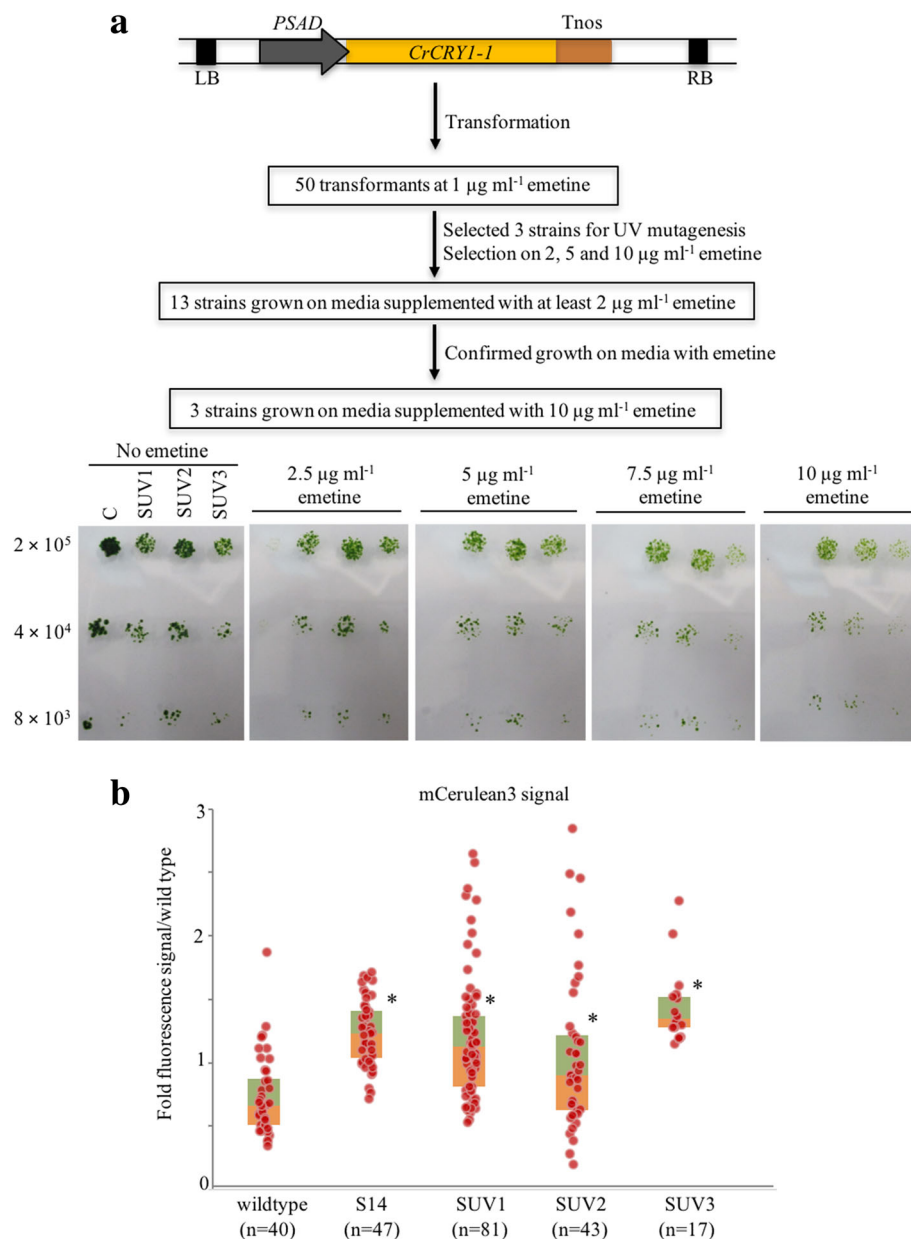 a
PSAD
Tnos
CrCRY1-1
LB
RB
Transformation
50 transformants at 1 µg ml⁻¹ emetine
Selected 3 strains for UV mutagenesis
Selection on 2, 5 and 10 µg ml⁻¹ emetine
13 strains grown on media supplemented with at least 2 µg ml⁻¹ emetine
Confirmed growth on media with emetine
3 strains grown on media supplemented with 10 µg ml⁻¹ emetine
No emetine
C
SUV1
SUV2
SUV3
2.5 µg ml⁻¹
emetine
5 µg ml⁻¹
emetine
7.5 µg ml⁻¹
emetine
10 µg ml⁻¹
emetine
2 × 10⁵
4 × 10⁴
8 × 10³
b
mCerulean3 signal
Fold fluorescence signal/wild type
3
2
1
0
* * * *
wildtype S14 SUV1 SUV2 SUV3
(n=40) (n=47) (n=81) (n=43) (n=17)